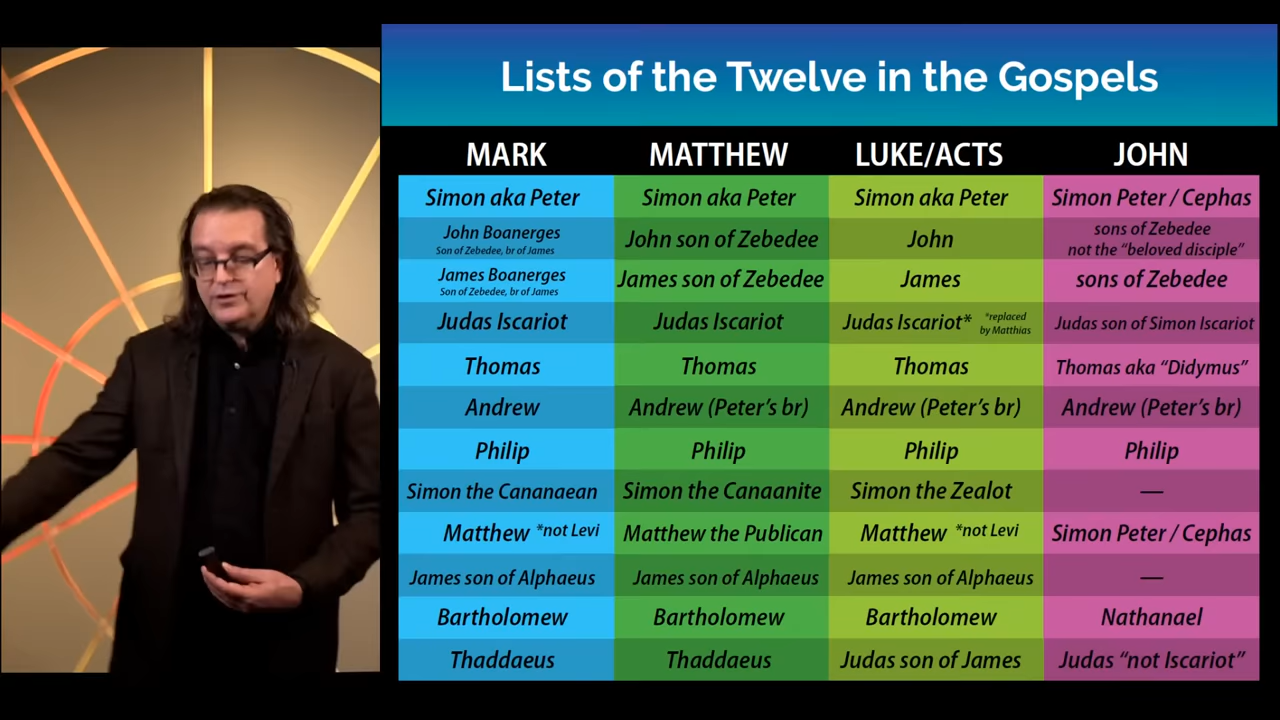 Lists of the Twelve in the Gospels
MARK MATTHEW LUKE/ACTS JOHN
Simon aka Peter Simon aka Peter Simon aka Peter Simon Peter / Cephas
John Boanerges
Son of Zebedee, br of James
John son of Zebedee John
sons of Zebedee
not the “beloved disciple”
James Boanerges
Son of Zebedee, br of James
James son of Zebedee James sons of Zebedee
Judas Iscariot Judas Iscariot Judas Iscariot*
*replaced
by Matthias
Judas son of Simon Iscariot
Thomas Thomas Thomas Thomas aka “Didymus”
Andrew Andrew (Peter’s br) Andrew (Peter’s br) Andrew (Peter’s br)
Philip Philip Philip Philip
Simon the Cananaean Simon the Canaanite Simon the Zealot —
Matthew *not Levi Matthew the Publican Matthew *not Levi Simon Peter / Cephas
James son of Alphaeus James son of Alphaeus James son of Alphaeus —
Bartholomew Bartholomew Bartholomew Nathanael
Thaddaeus Thaddaeus Judas son of James Judas “not Iscariot”